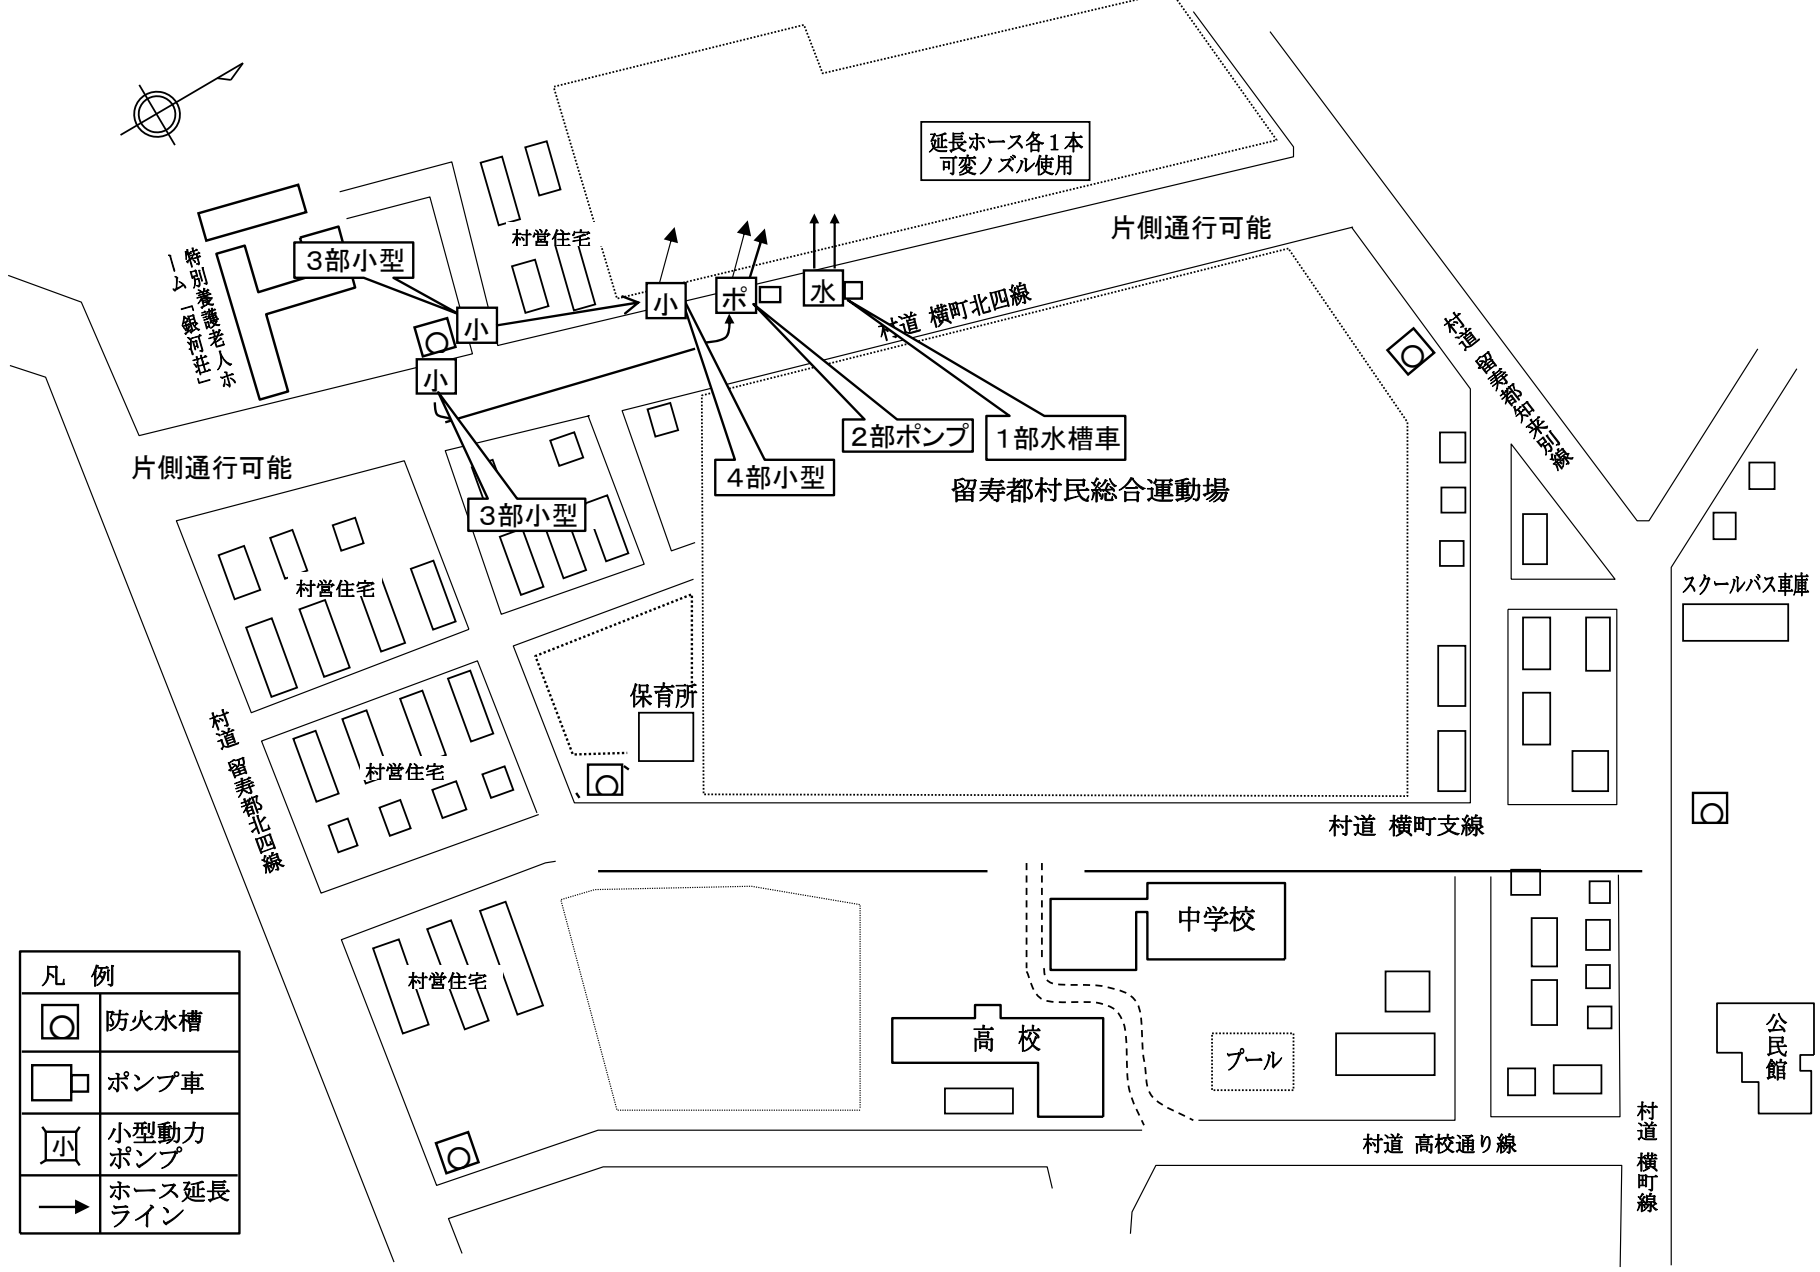 延長ホース各１本
可変ノズル使用
片側通行可能
村営住宅
特別養護老人ホ
ーム「銀河荘」
３部小型
小
小
ポ
水
村道 横町北四線
小
村道 留寿都知来別線
２部ポンプ
１部水槽車
４部小型
片側通行可能
３部小型
留寿都村民総合運動場
村営住宅
スクールバス車庫
保育所
村道 留寿都北四線
村営住宅
村道 横町支線
中学校
村営住宅
高 校
プール
公民館
村道 高校通り線
村道 横町線
凡 例
防火水槽
ポンプ車
小
小型動力
ポンプ
ホース延長
ライン